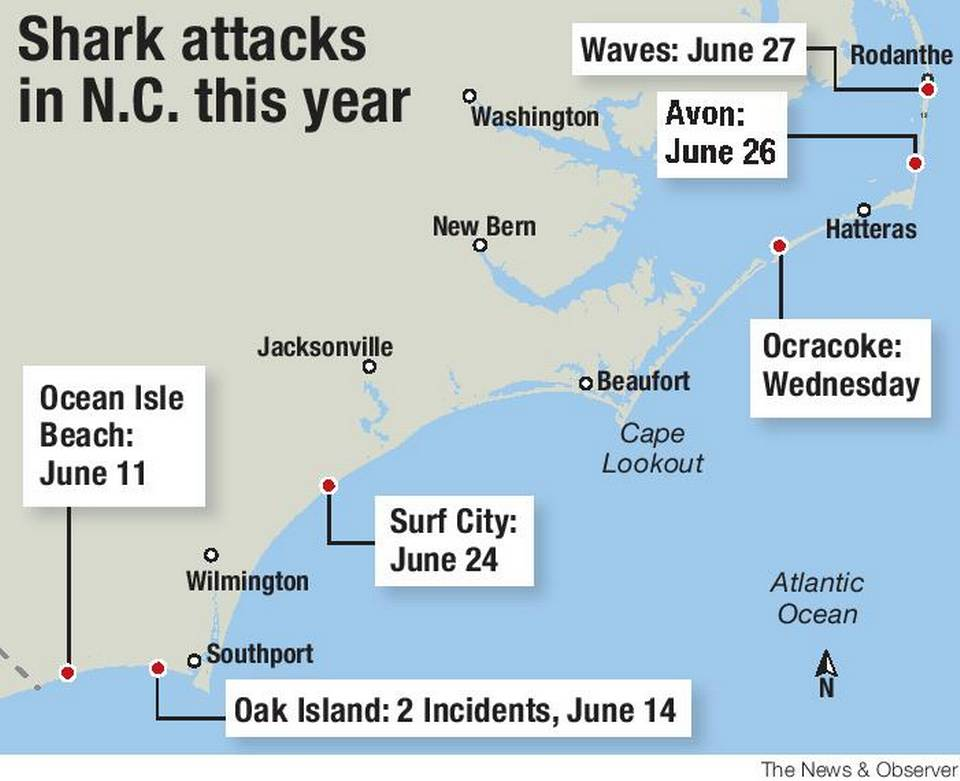 Shark attacks
in N.C. this year
Waves: June 27
Rodanthe
Washington
Avon:
June 26
New Bern
Hatteras
Jacksonville
Ocracoke:
Wednesday
Ocean Isle
Beach:
June 11
Beaufort
Cape
Lookout
Surf City:
June 24
Wilmington
Atlantic
Ocean
Southport
N
Oak Island: 2 Incidents, June 14
The News & Observer